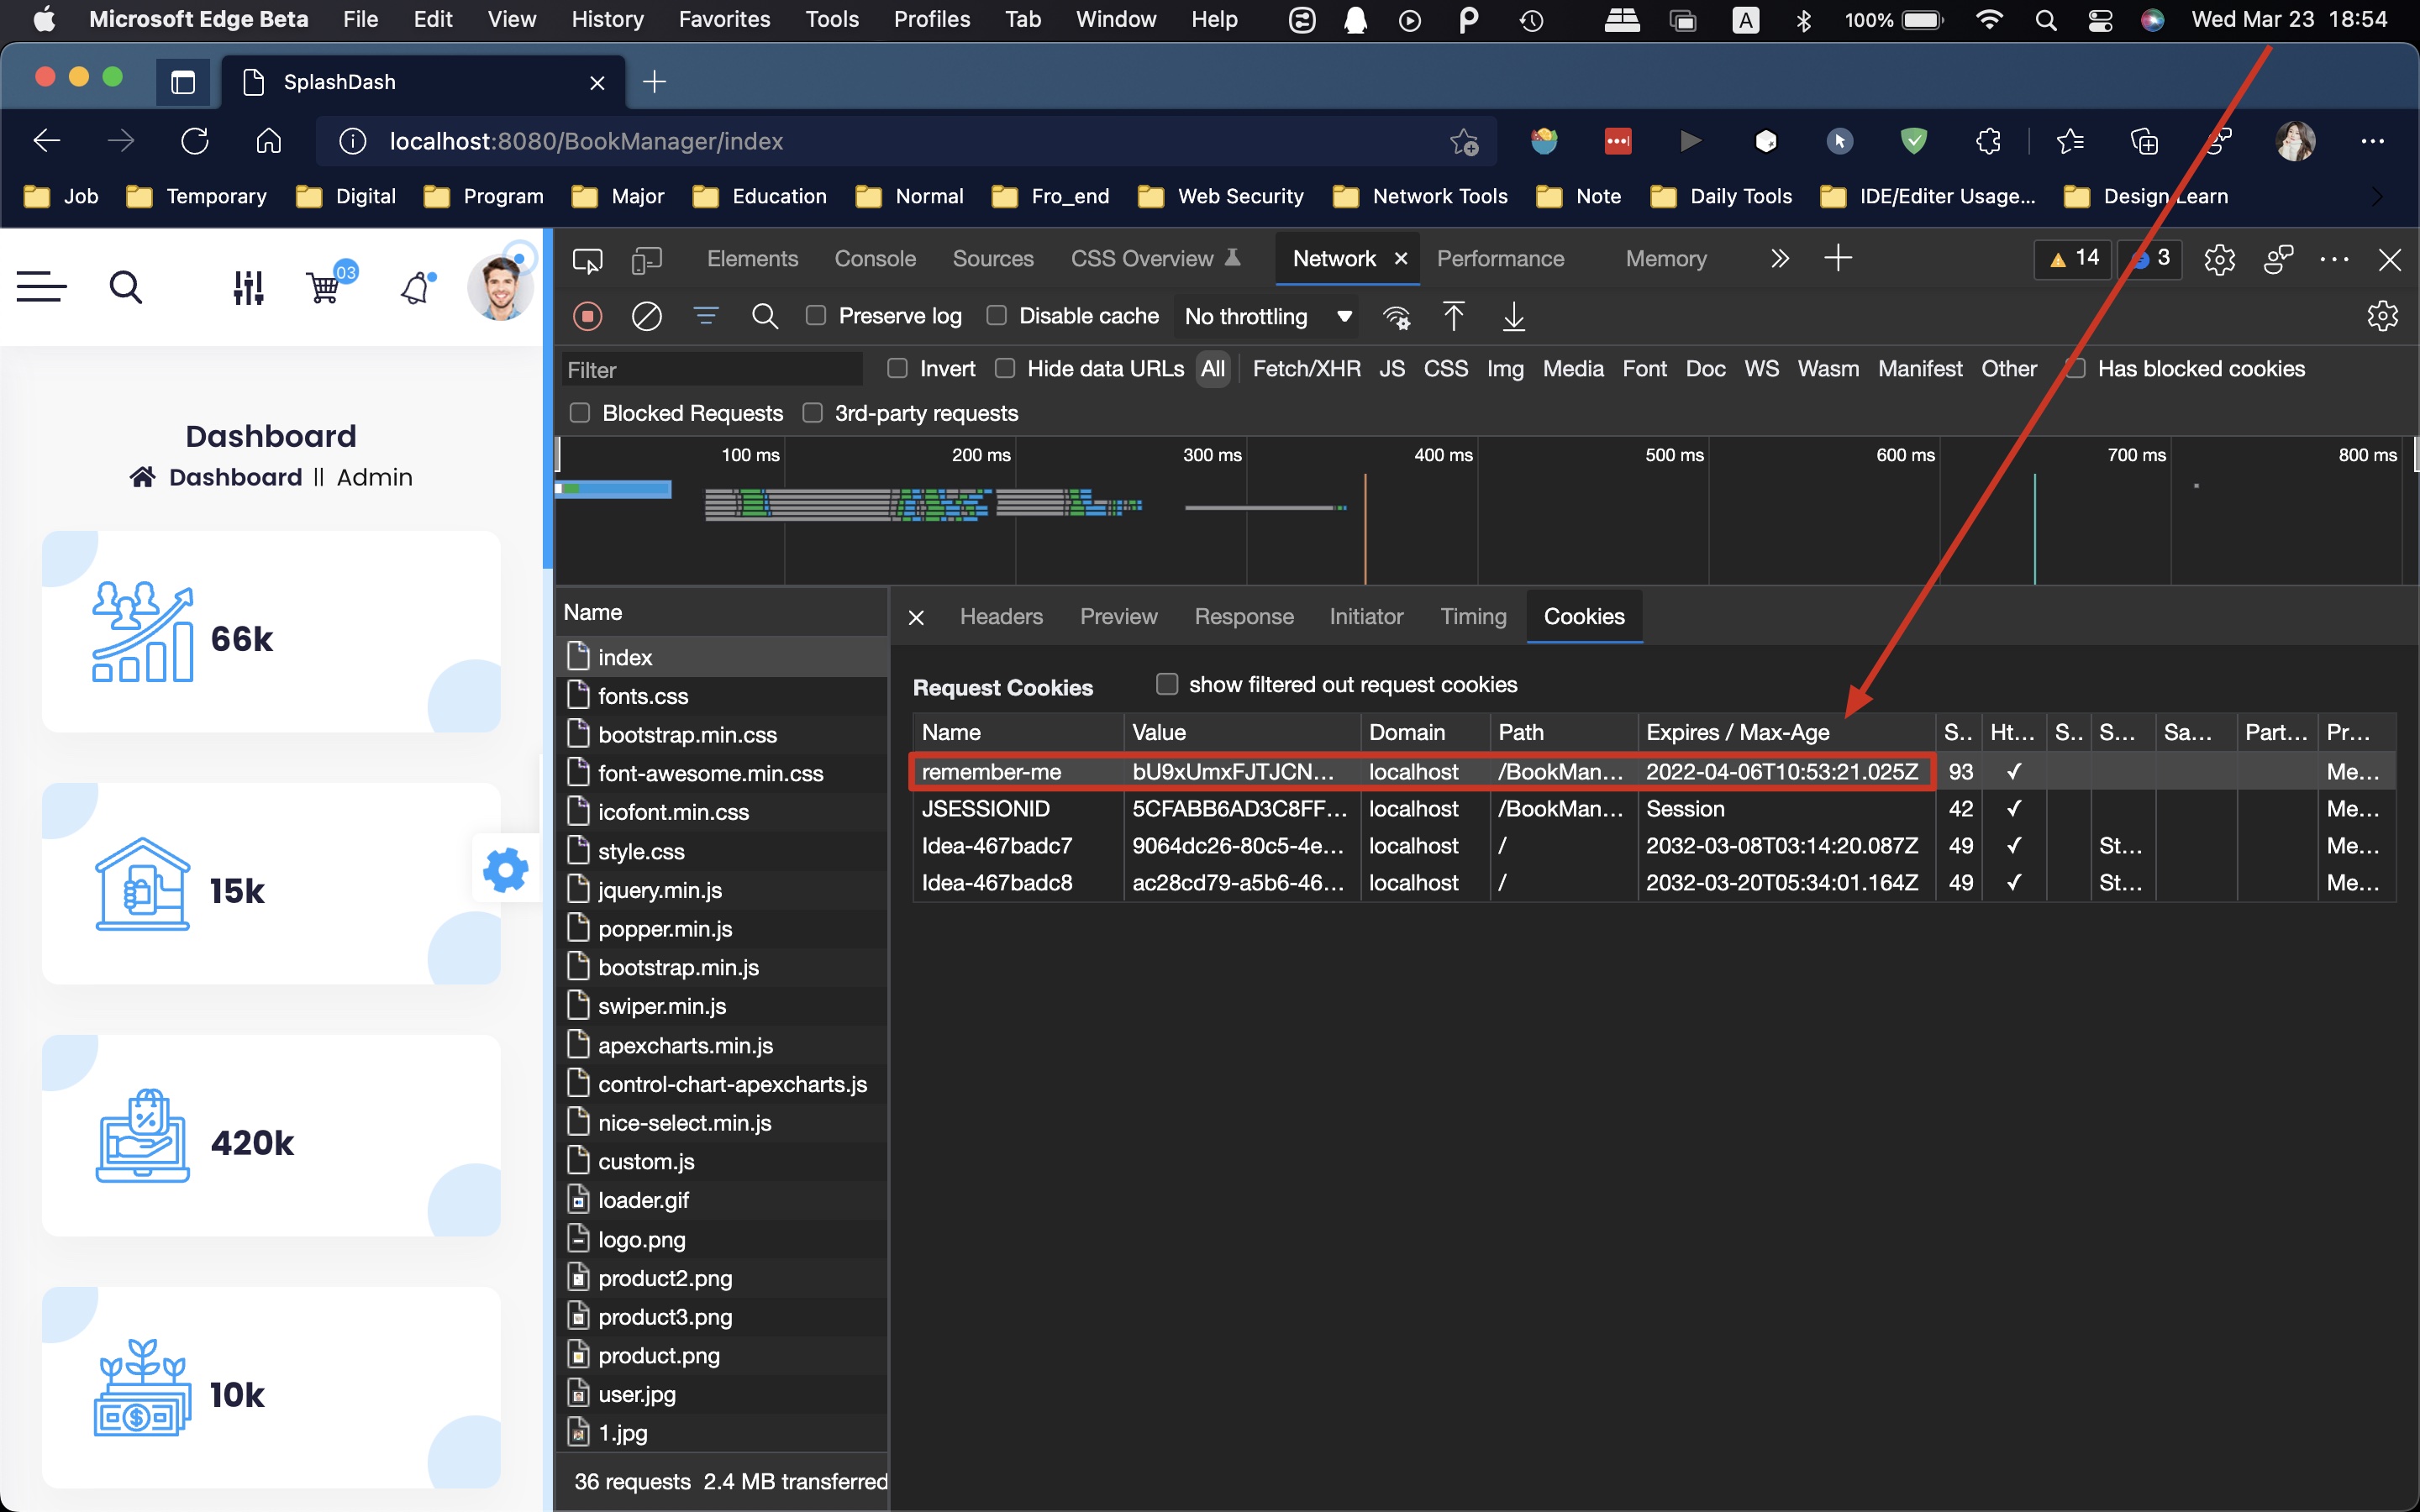 Microsoft Edge Beta File Edit View History Favorites Tools Profiles Tab Window Help A 100% Wed Mar 23 18:54
SplashDash
localhost:8080/BookManager/index
Job Temporary Digital Program Major Education Normal Fro_end Web Security Network Tools Note Daily Tools IDE/Editer Usage... Design Learn
03
Dashboard
Dashboard || Admin
66k
15k
420k
10k
Elements Console Sources CSS Overview Network Performance Memory 14 3
Preserve log Disable cache No throttling
Filter Invert Hide data URLs All Fetch/XHR JS CSS Img Media Font Doc WS Wasm Manifest Other Has blocked cookies
Blocked Requests 3rd-party requests
100 ms 200 ms 300 ms 400 ms 500 ms 600 ms 700 ms 800 ms
Name
index
fonts.css
bootstrap.min.css
font-awesome.min.css
icofont.min.css
style.css
jquery.min.js
popper.min.js
bootstrap.min.js
swiper.min.js
apexcharts.min.js
control-chart-apexcharts.js
nice-select.min.js
custom.js
loader.gif
logo.png
product2.png
product3.png
product.png
user.jpg
1.jpg
36 requests 2.4 MB transferred
Headers Preview Response Initiator Timing Cookies
Request Cookies show filtered out request cookies
Name Value Domain Path Expires / Max-Age S.. Ht... S.. S... Sa... Part... Pr...
remember-me bU9xUmxFJTJCN... localhost /BookMan... 2022-04-06T10:53:21.025Z 93 ✓ Me...
JSESSIONID 5CFABB6AD3C8FF... localhost /BookMan... Session 42 ✓ Me...
Idea-467badc7 9064dc26-80c5-4e... localhost / 2032-03-08T03:14:20.087Z 49 ✓ St... Me...
Idea-467badc8 ac28cd79-a5b6-46... localhost / 2032-03-20T05:34:01.164Z 49 ✓ St... Me...